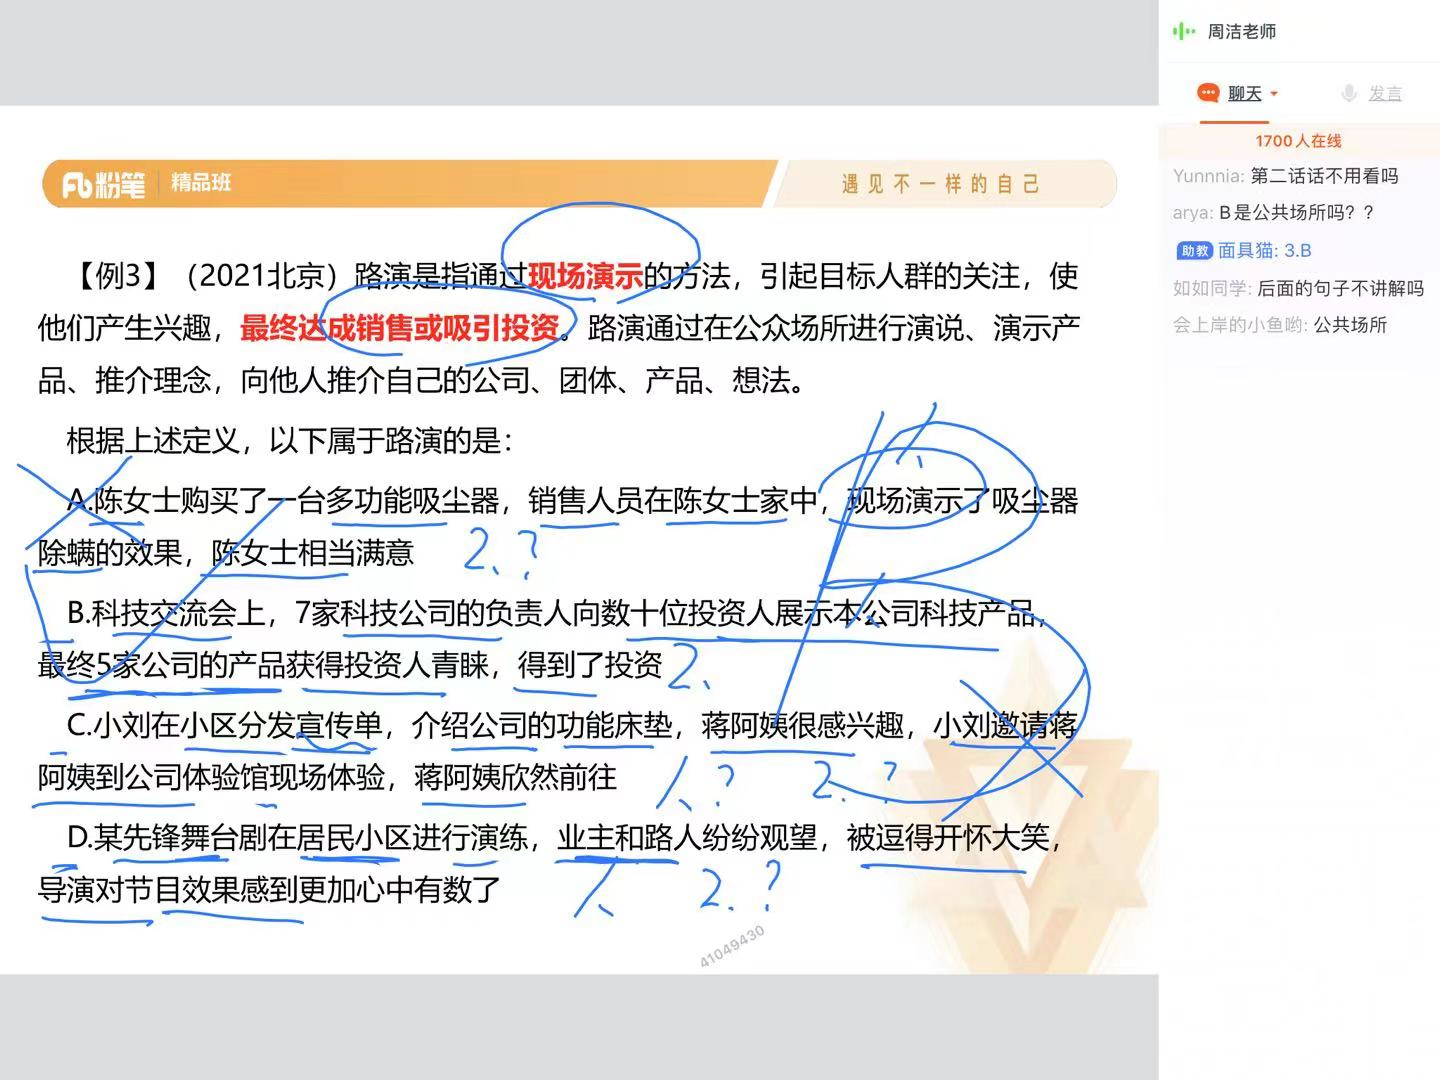 周洁老师
聊天
发言
1700人在线
Yunnnia: 第二话话不用看吗
arya: B是公共场所吗？？
助教 面具猫: 3.B
如如同学: 后面的句子不讲解吗
会上岸的小鱼哟: 公共场所
粉笔 精品班
遇见不一样的自己
【例3】（2021北京）路演是指通过现场演示的方法，引起目标人群的关注，使
他们产生兴趣，最终达成销售或吸引投资。路演通过在公众场所进行演说、演示产
品、推介理念，向他人推介自己的公司、团体、产品、想法。
根据上述定义，以下属于路演的是：
A.陈女士购买了一台多功能吸尘器，销售人员在陈女士家中，现场演示了吸尘器
除螨的效果，陈女士相当满意
2、?
B.科技交流会上，7家科技公司的负责人向数十位投资人展示本公司科技产品，
最终5家公司的产品获得投资人青睐，得到了投资
2、
C.小刘在小区分发宣传单，介绍公司的功能床垫，蒋阿姨很感兴趣，小刘邀请蒋
阿姨到公司体验馆现场体验，蒋阿姨欣然前往
1、? 2、?
D.某先锋舞台剧在居民小区进行演练，业主和路人纷纷观望，被逗得开怀大笑，
导演对节目效果感到更加心中有数了
1、 2、?
B
41049430